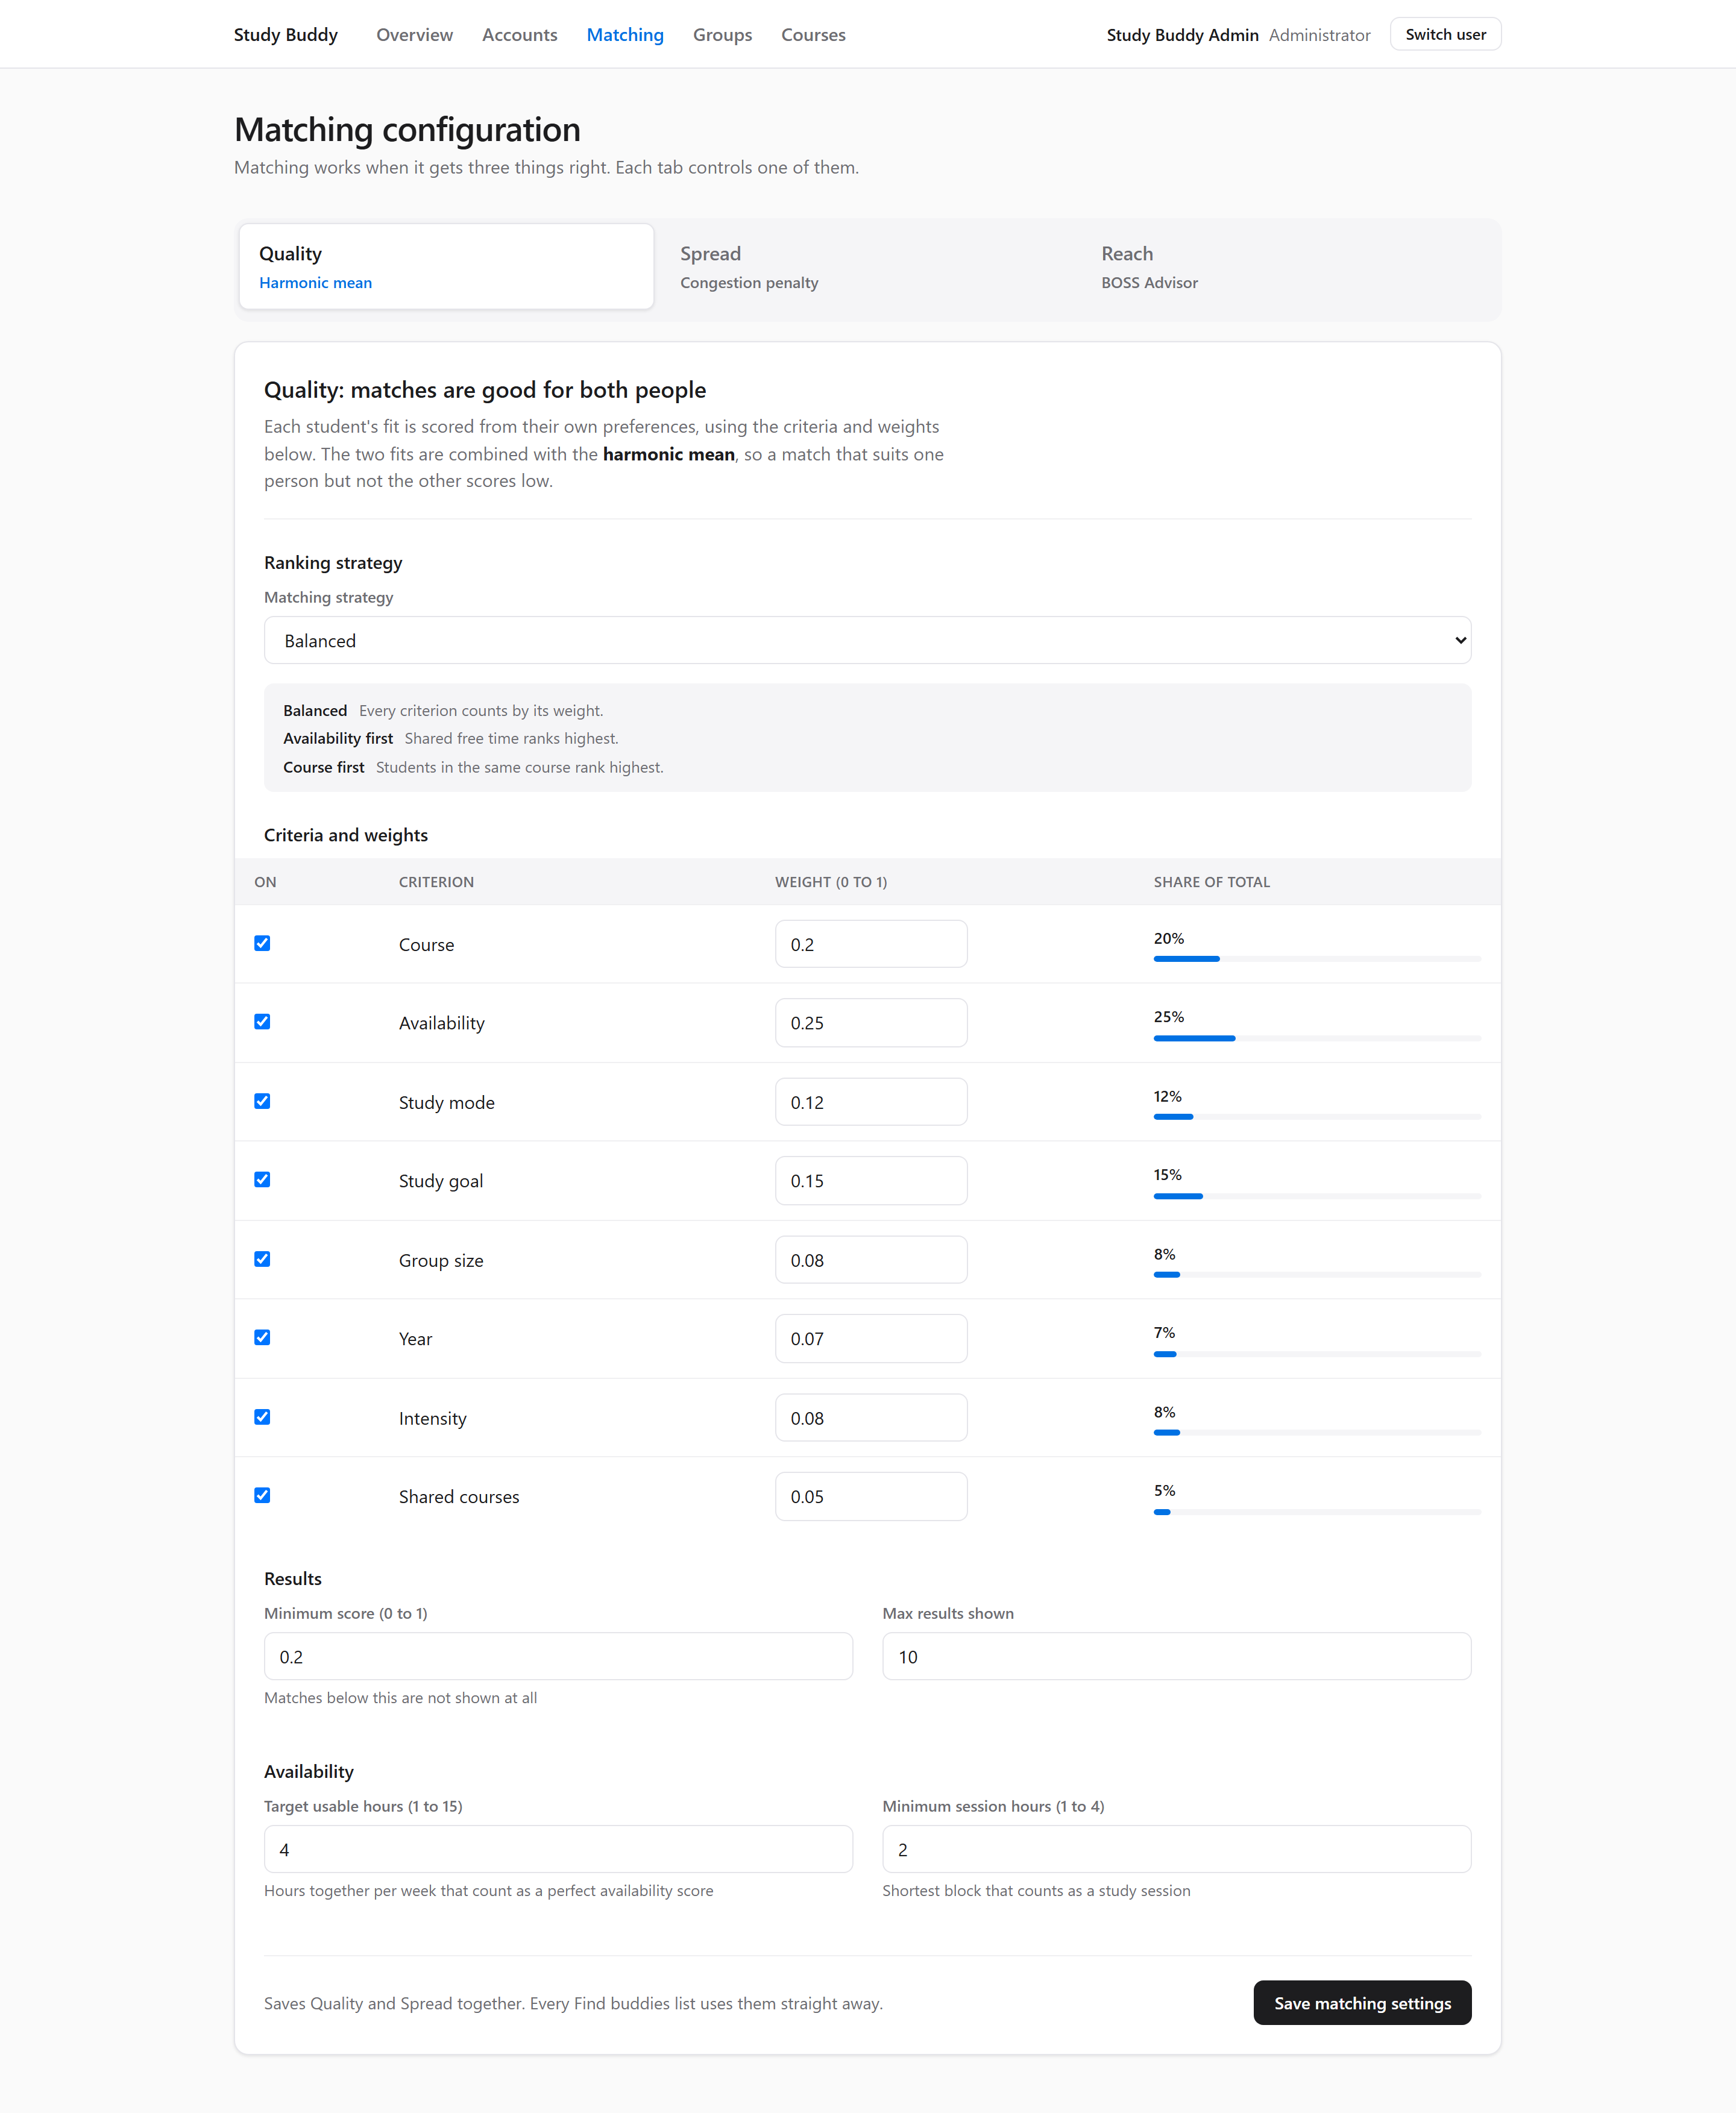 Study Buddy Overview Accounts Matching Groups Courses Study Buddy Admin Administrator Switch user
Matching configuration
Matching works when it gets three things right. Each tab controls one of them.
Quality Spread Reach
Harmonic mean Congestion penalty BOSS Advisor
Quality: matches are good for both people
Each student's fit is scored from their own preferences, using the criteria and weights
below. The two fits are combined with the harmonic mean, so a match that suits one
person but not the other scores low.
Ranking strategy
Matching strategy
Balanced
Balanced Every criterion counts by its weight.
Availability first Shared free time ranks highest.
Course first Students in the same course rank highest.
Criteria and weights
ON CRITERION WEIGHT (0 TO 1) SHARE OF TOTAL
Course 0.2 20%
Availability 0.25 25%
Study mode 0.12 12%
Study goal 0.15 15%
Group size 0.08 8%
Year 0.07 7%
Intensity 0.08 8%
Shared courses 0.05 5%
Results
Minimum score (0 to 1) Max results shown
0.2 10
Matches below this are not shown at all
Availability
Target usable hours (1 to 15) Minimum session hours (1 to 4)
4 2
Hours together per week that count as a perfect availability score Shortest block that counts as a study session
Saves Quality and Spread together. Every Find buddies list uses them straight away. Save matching settings